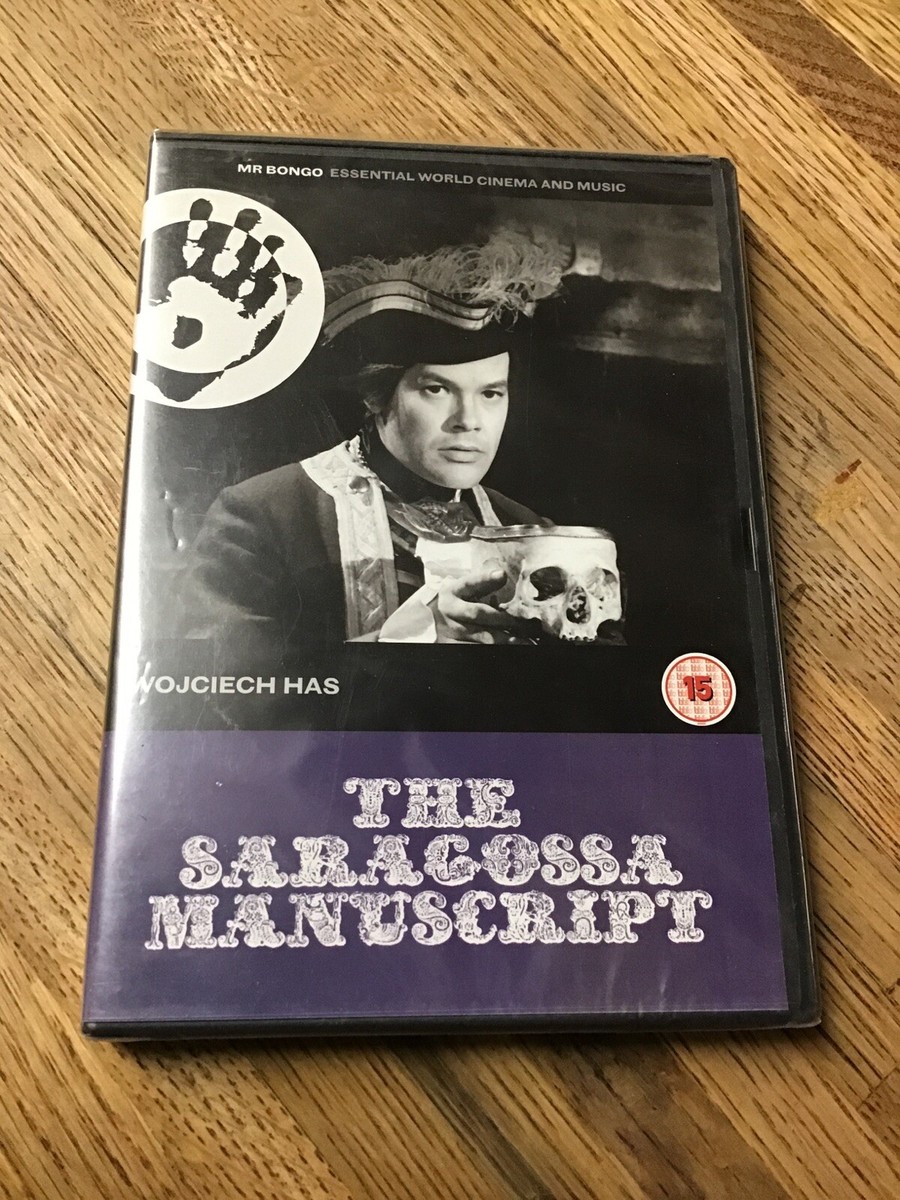 MR BONGO ESSENTIAL WORLD CINEMA AND MUSIC
WOJCIECH HAS
15
THE
SARAGOSSA
MANUSCRIPT